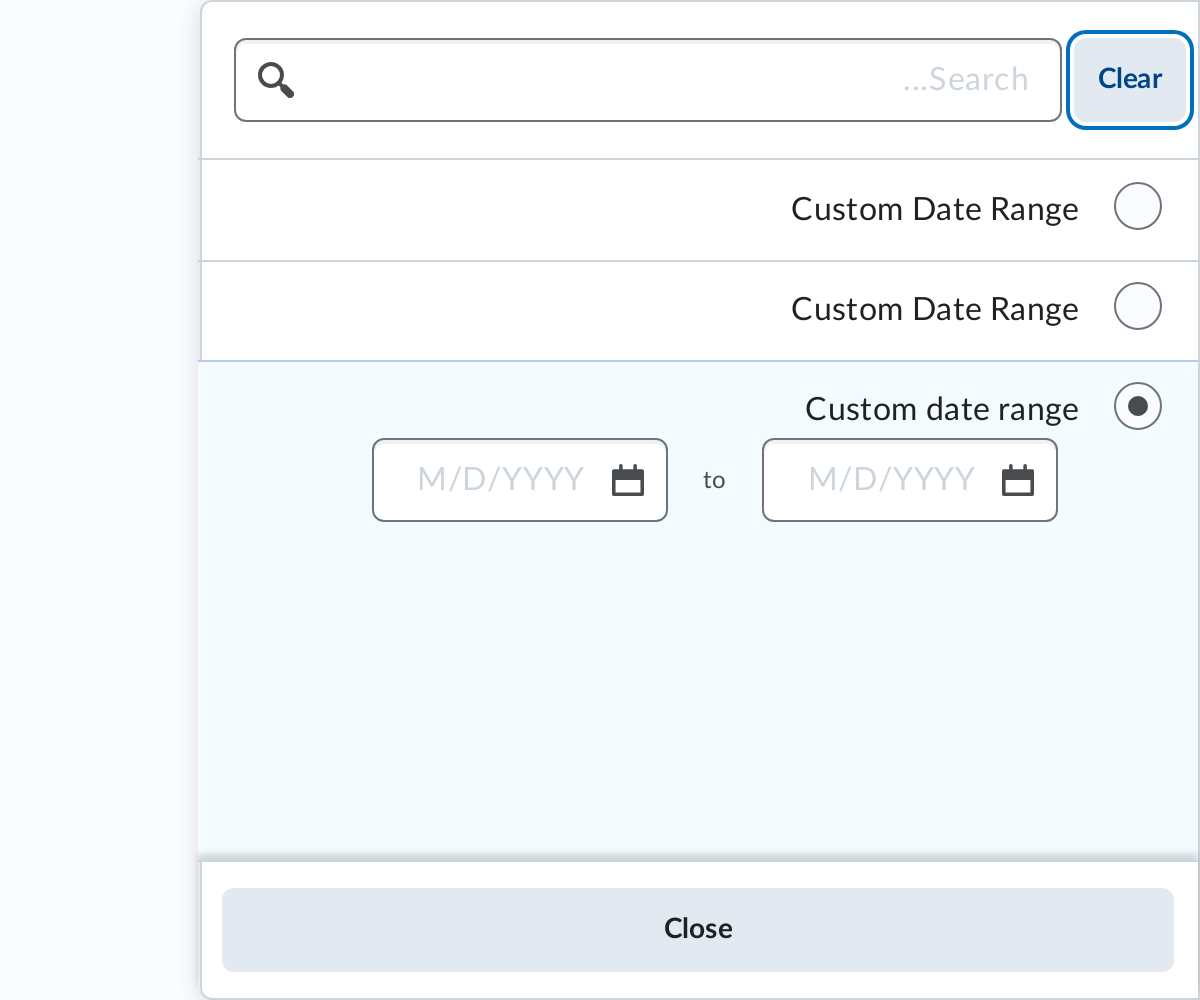 ...Search
Clear
Custom Date Range
Custom Date Range
Custom date range
M/D/YYYY to M/D/YYYY
Close